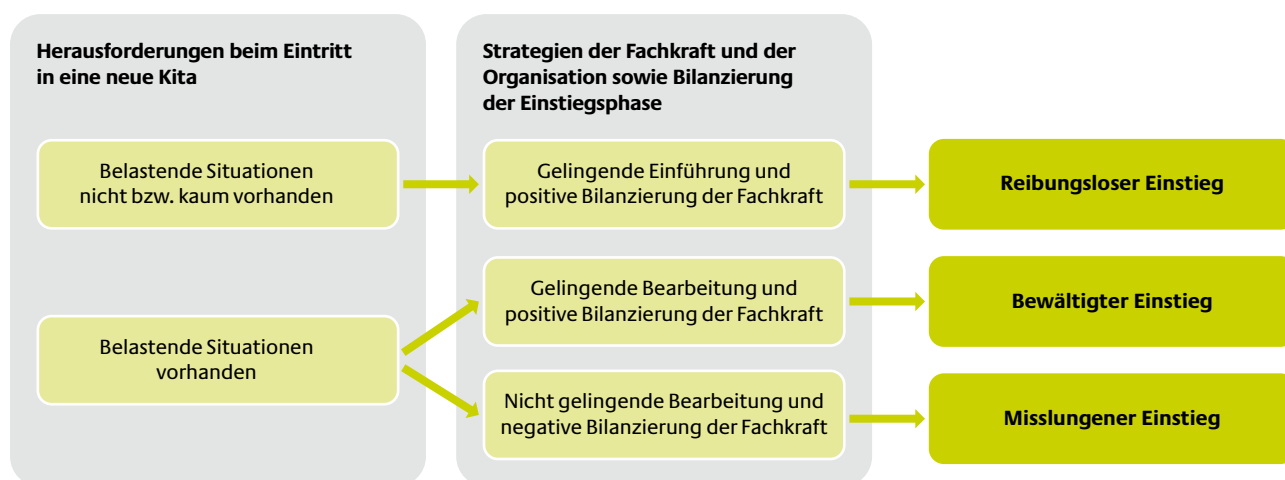 Herausforderungen beim Eintritt
in eine neue Kita
Strategien der Fachkraft und der
Organisation sowie Bilanzierung
der Einstiegsphase
Belastende Situationen
nicht bzw. kaum vorhanden
Gelingende Einführung und
positive Bilanzierung der Fachkraft
Reibungsloser Einstieg
Belastende Situationen
vorhanden
Gelingende Bearbeitung und
positive Bilanzierung der Fachkraft
Bewältigter Einstieg
Nicht gelingende Bearbeitung und
negative Bilanzierung der Fachkraft
Misslungener Einstieg